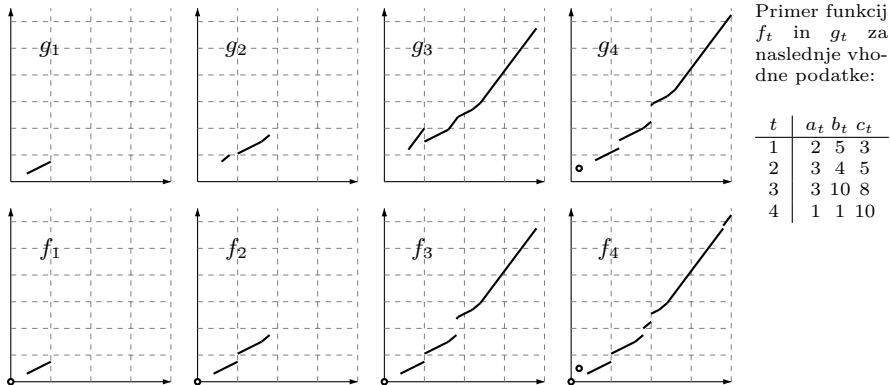 g1
g2
g3
g4
f1
f2
f3
f4
Primer funkcij
ft in gt za
naslednje vho-
dne podatke:
t at bt ct
1 2 5 3
2 3 4 5
3 3 10 8
4 1 1 10